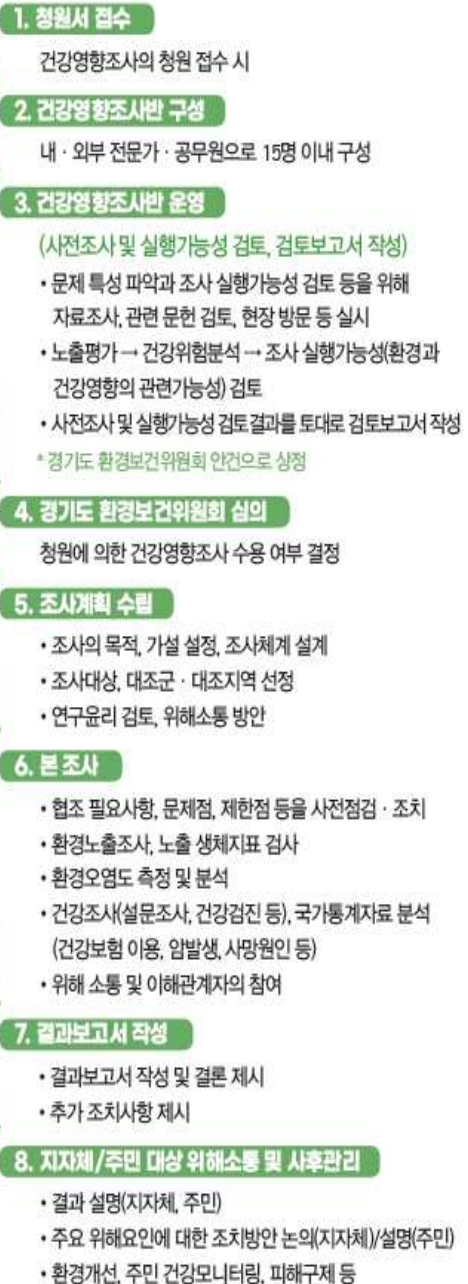 1. 청원서 접수
건강영향조사의 청원 접수 시
2. 건강영향조사반 구성
내·외부 전문가·공무원으로 15명 이내 구성
3. 건강영향조사반 운영
(사전조사 및 실행가능성 검토, 검토보고서 작성)
• 문제 특성 파악과 조사 실행가능성 검토 등을 위해
자료조사, 관련 문헌 검토, 현장 방문 등 실시
• 노출평가 → 건강위험분석 → 조사 실행가능성(환경과
건강영향의 관련가능성) 검토
• 사전조사 및 실행가능성 검토결과를 토대로 검토보고서 작성
* 경기도 환경보건위원회 안건으로 상정
4. 경기도 환경보건위원회 심의
청원에 의한 건강영향조사 수용 여부 결정
5. 조사계획 수립
• 조사의 목적, 가설 설정, 조사체계 설계
• 조사대상, 대조군·대조지역 선정
• 연구윤리 검토, 위해소통 방안
6. 본 조사
• 협조 필요사항, 문제점, 제한점 등을 사전점검·조치
• 환경노출조사, 노출 생체지표 검사
• 환경오염도 측정 및 분석
• 건강조사(설문조사, 건강검진 등), 국가통계자료 분석
(건강보험 이용, 암발생, 사망원인 등)
• 위해 소통 및 이해관계자의 참여
7. 결과보고서 작성
• 결과보고서 작성 및 결론 제시
• 추가 조치사항 제시
8. 지자체/주민 대상 위해소통 및 사후관리
• 결과 설명(지자체, 주민)
• 주요 위해요인에 대한 조치방안 논의(지자체)/설명(주민)
• 환경개선, 주민 건강모니터링, 피해구제 등